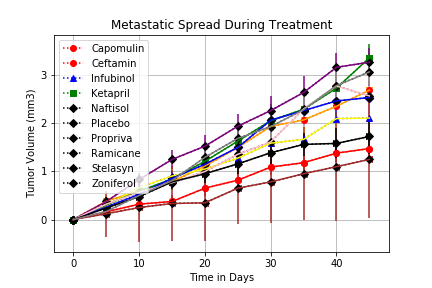 Metastatic Spread During Treatment
Tumor Volume (mm3)
3
2
1
0
Capomulin
Ceftamin
Infubinol
Ketapril
Naftisol
Placebo
Propriva
Ramicane
Stelasyn
Zoniferol
0
10
20
30
40
Time in Days